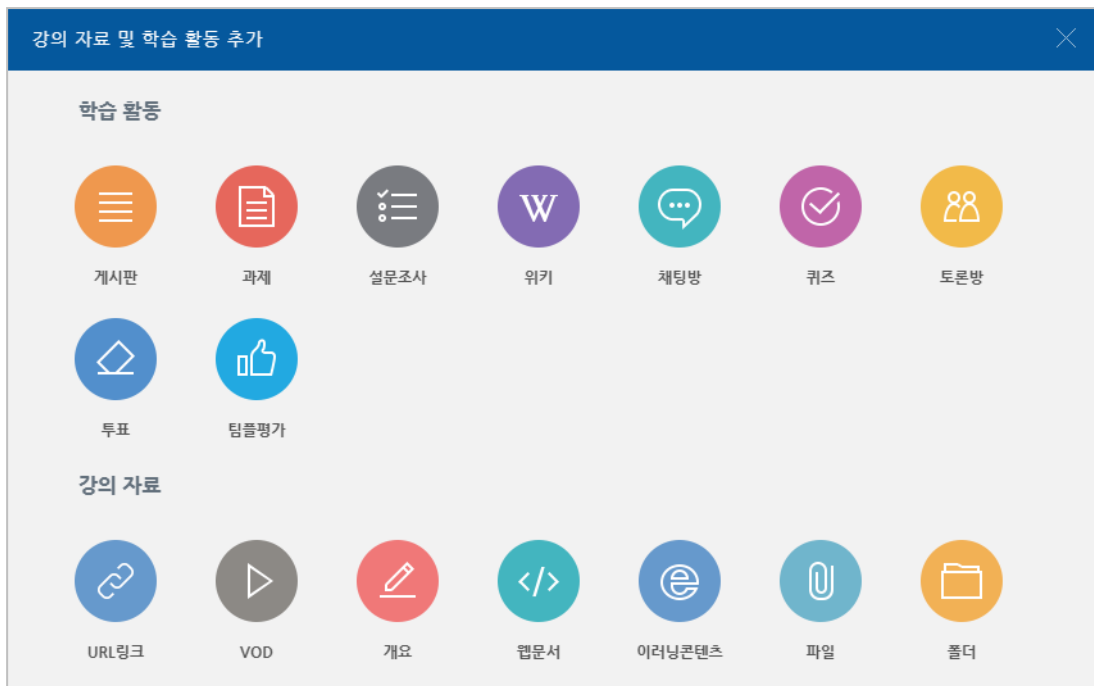 강의 자료 및 학습 활동 추가
학습 활동
게시판 과제 설문조사 위키 채팅방 퀴즈 토론방
투표 팀플평가
강의 자료
URL링크 VOD 개요 웹문서 이러닝콘텐츠 파일 폴더